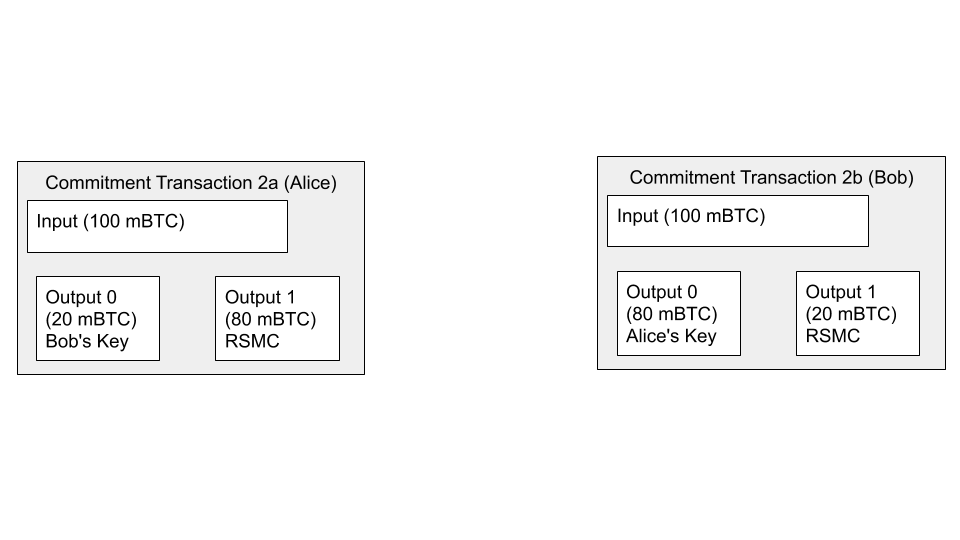 Commitment Transaction 2a (Alice)
Input (100 mBTC)
Output 0
(20 mBTC)
Bob's Key
Output 1
(80 mBTC)
RSMC
Commitment Transaction 2b (Bob)
Input (100 mBTC)
Output 0
(80 mBTC)
Alice's Key
Output 1
(20 mBTC)
RSMC